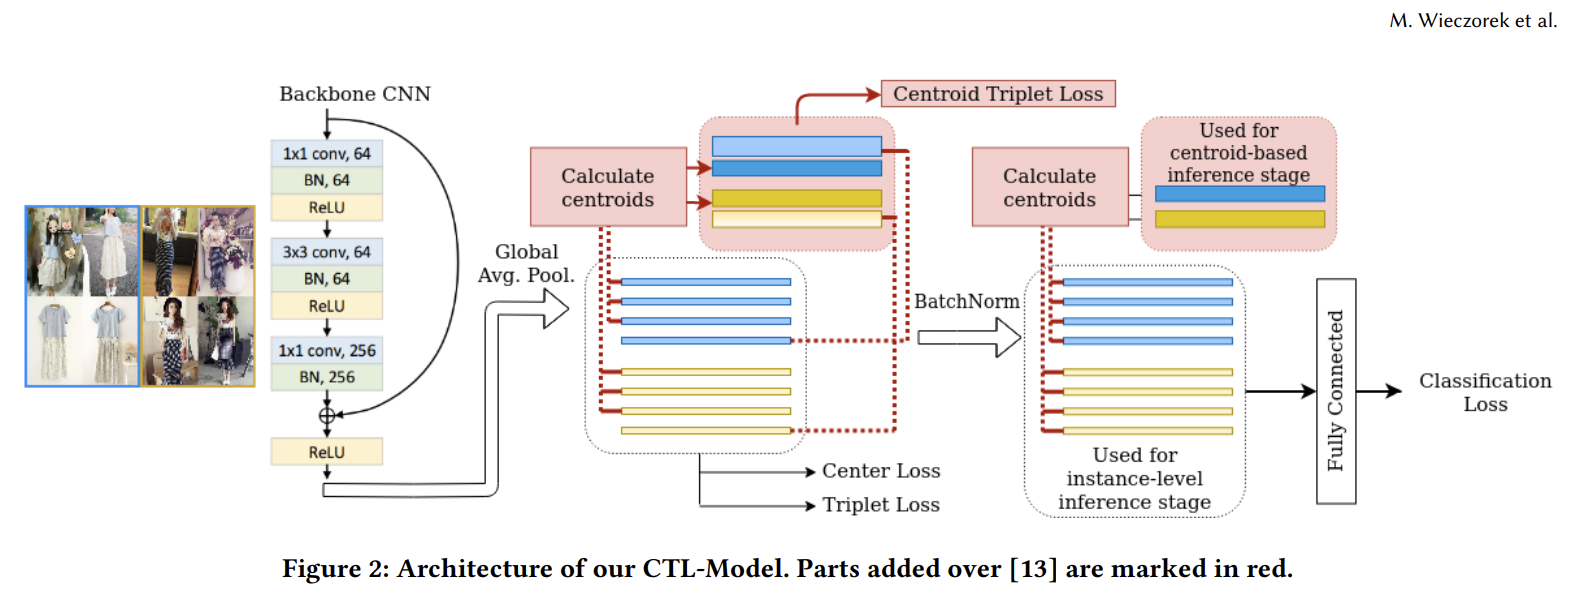 M. Wieczorek et al.
Backbone CNN
1x1 conv, 64
BN, 64
ReLU
3x3 conv, 64
BN, 64
ReLU
1x1 conv, 256
BN, 256
ReLU
Global
Avg. Pool.
Calculate
centroids
Centroid Triplet Loss
Center Loss
Triplet Loss
BatchNorm
Calculate
centroids
Used for
centroid-based
inference stage
Used for
instance-level
inference stage
Fully Connected
Classification
Loss
Figure 2: Architecture of our CTL-Model. Parts added over [13] are marked in red.